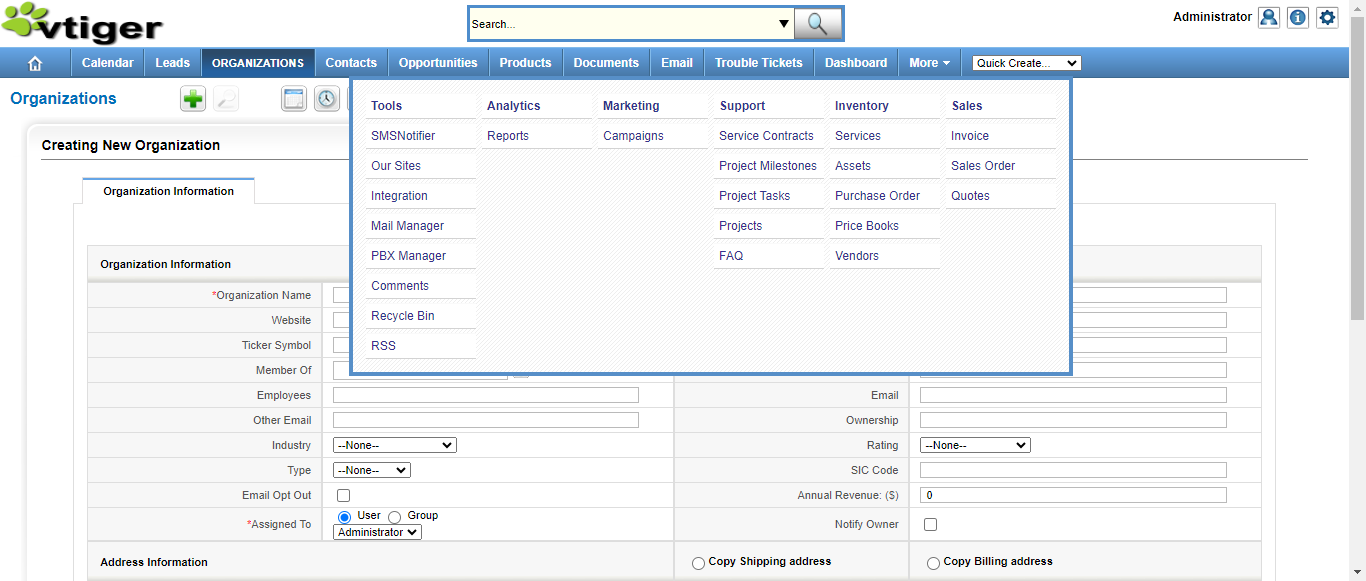 vtiger
Search...
Administrator
Calendar Leads ORGANIZATIONS Contacts Opportunities Products Documents Email Trouble Tickets Dashboard More Quick Create...
Organizations
Tools Analytics Marketing Support Inventory Sales
SMSNotifier Reports Campaigns Service Contracts Services Invoice
Our Sites Project Milestones Assets Sales Order
Integration Project Tasks Purchase Order Quotes
Mail Manager Projects Price Books
PBX Manager FAQ Vendors
Comments
Recycle Bin
RSS
Creating New Organization
Organization Information
Organization Information
*Organization Name
Website
Ticker Symbol
Member Of
Employees Email
Other Email Ownership
Industry --None-- Rating --None--
Type --None-- SIC Code
Email Opt Out Annual Revenue: ($) 0
*Assigned To User Group Notify Owner
Administrator
Address Information Copy Shipping address Copy Billing address